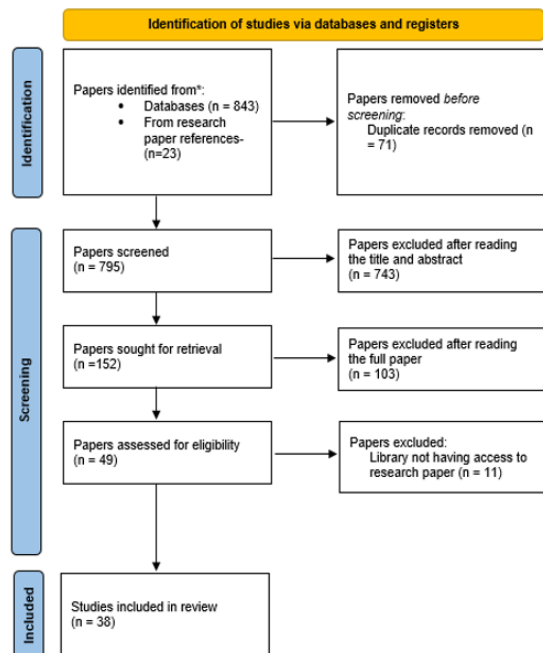 Identification of studies via databases and registers
Identification
Papers identified from*:
• Databases (n = 843)
• From research
paper references-
(n=23)
Papers removed before
screening:
Duplicate records removed (n
= 71)
Screening
Papers screened
(n = 795)
Papers excluded after reading
the title and abstract
(n = 743)
Papers sought for retrieval
(n =152)
Papers excluded after reading
the full paper
(n = 103)
Papers assessed for eligibility
(n = 49)
Papers excluded:
Library not having access to
research paper (n = 11)
Included
Studies included in review
(n = 38)